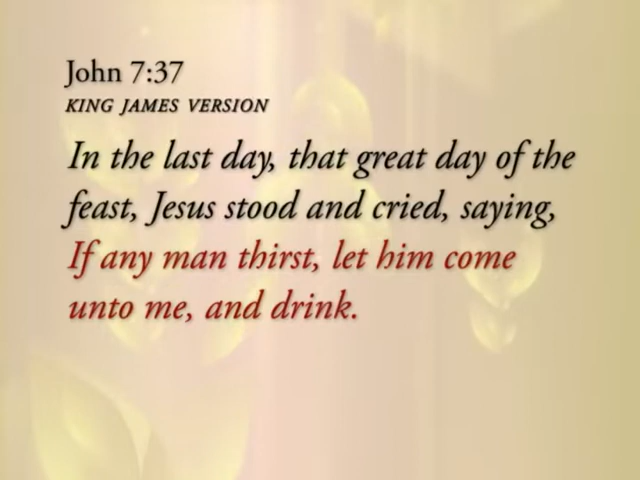 John 7:37
KING JAMES VERSION
In the last day, that great day of the
feast, Jesus stood and cried, saying,
If any man thirst, let him come
unto me, and drink.